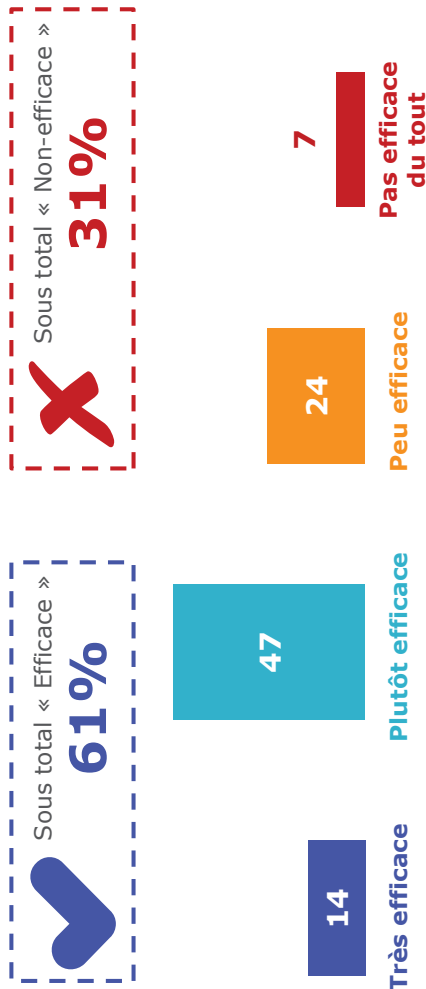 Sous total « Efficace »
61%
Sous total « Non-efficace »
31%
14
47
24
7
Très efficace
Plutôt efficace
Peu efficace
Pas efficace
du tout